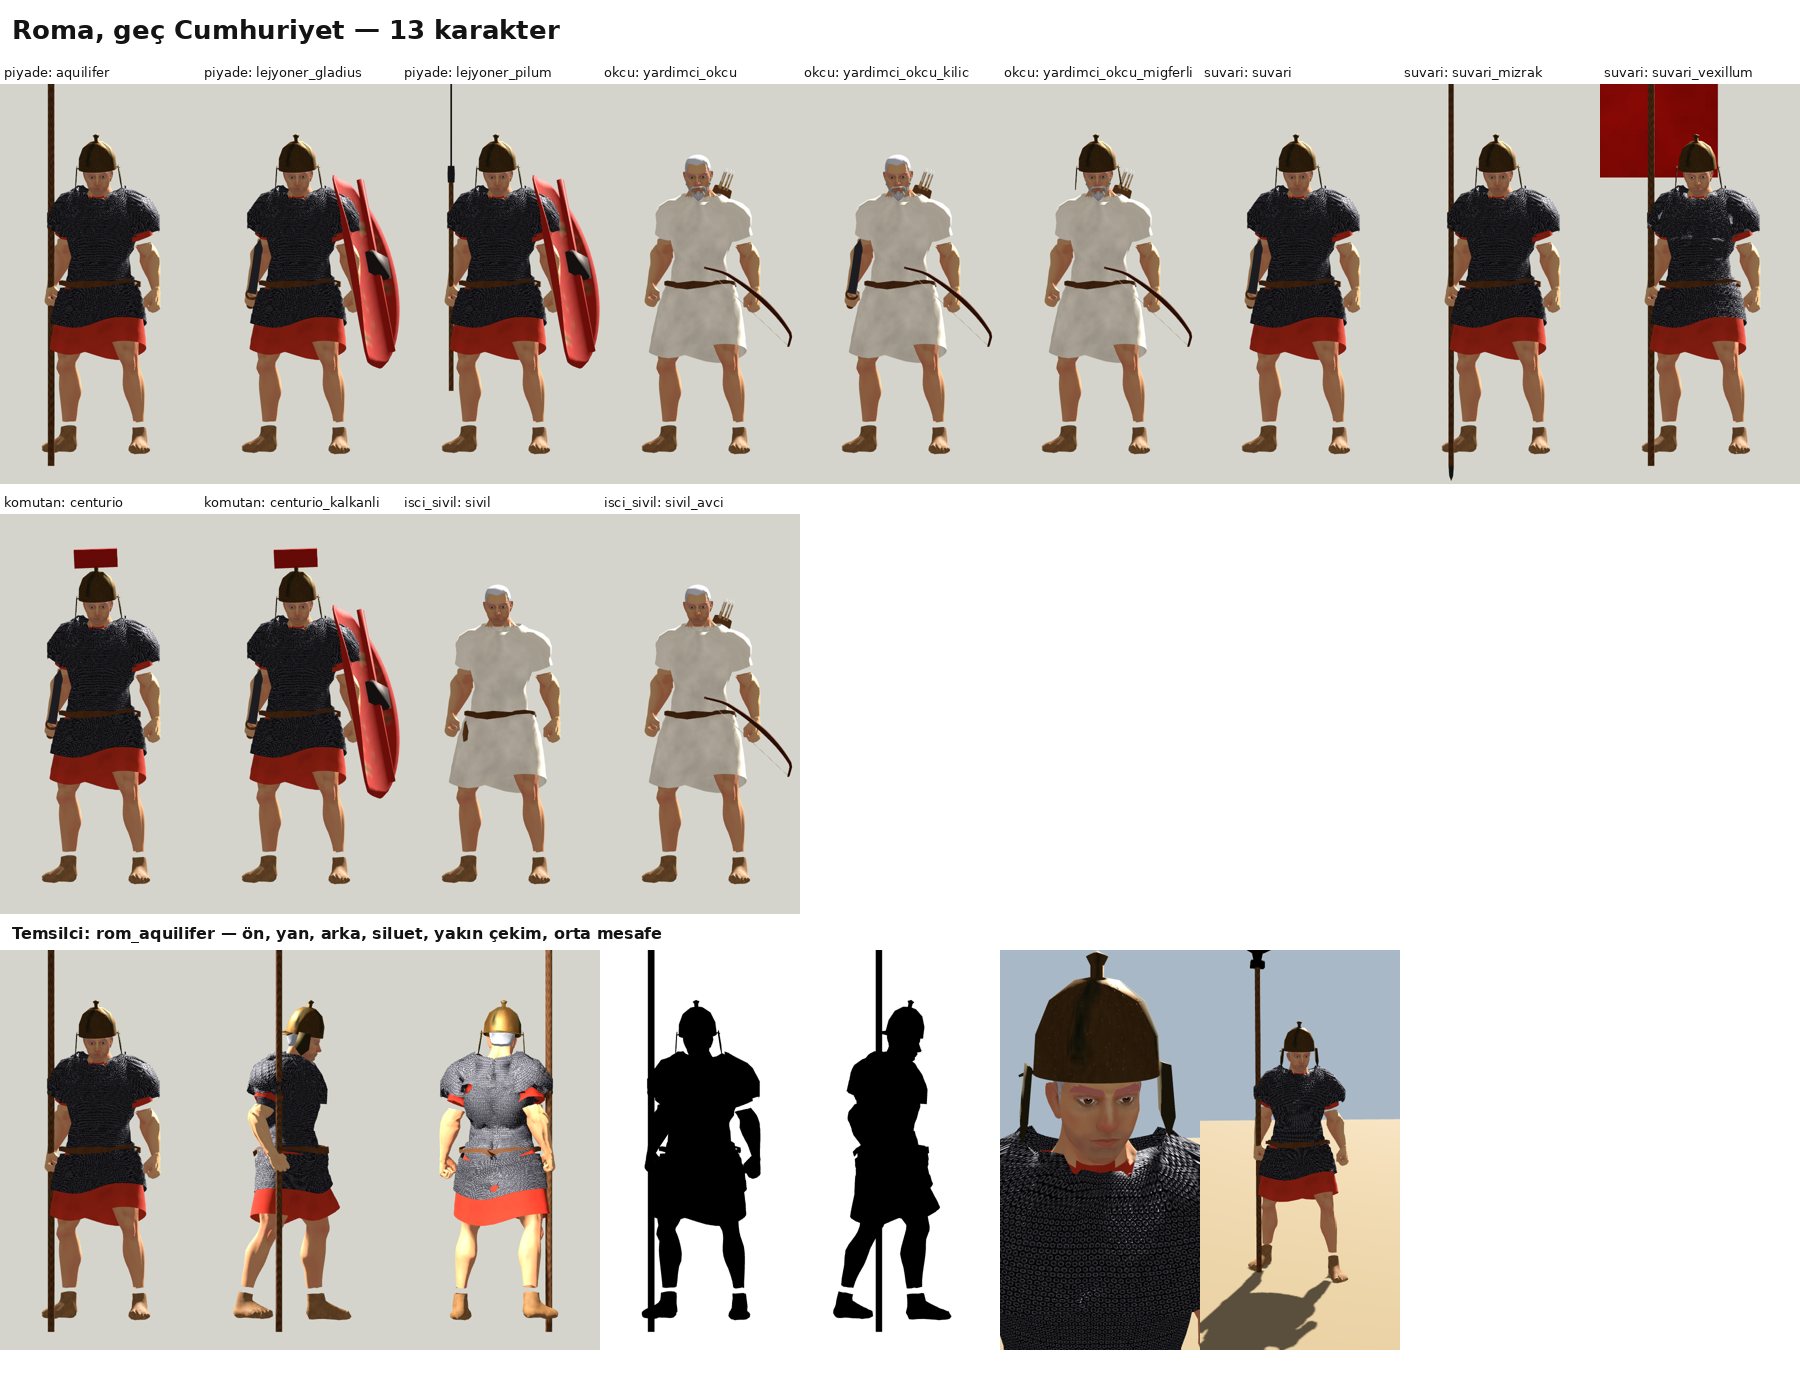 Roma, geç Cumhuriyet — 13 karakter
piyade: aquilifer
piyade: lejyoner_gladius
piyade: lejyoner_pilum
okcu: yardimci_okcu
okcu: yardimci_okcu_kilic
okcu: yardimci_okcu_migferli
suvari: suvari
suvari: suvari_mizrak
suvari: suvari_vexillum
komutan: centurio
komutan: centurio_kalkanli
isci_sivil: sivil
isci_sivil: sivil_avci
Temsilci: rom_aquilifer — ön, yan, arka, siluet, yakın çekim, orta mesafe